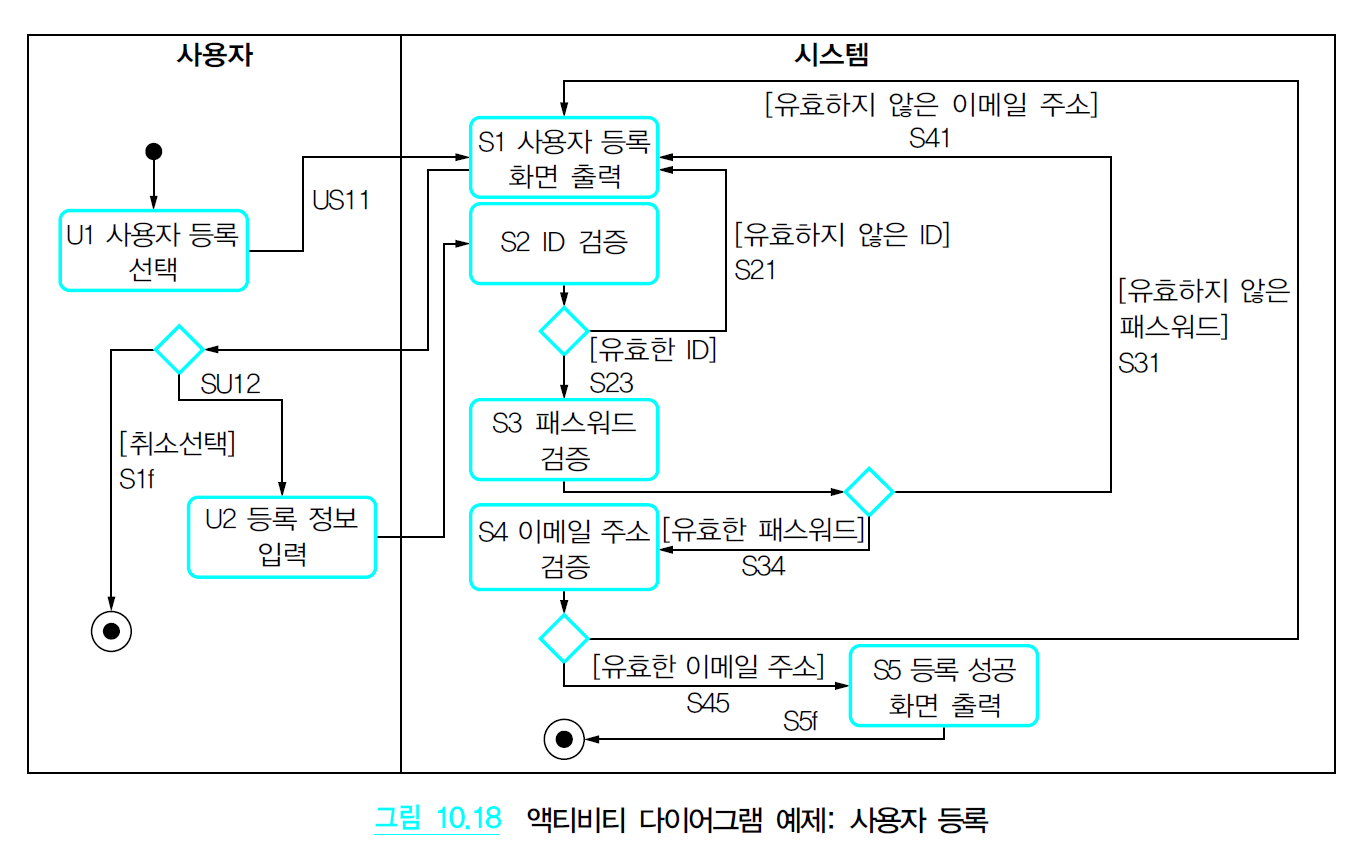 사용자
시스템
U1 사용자 등록
선택
US11
S1 사용자 등록
화면 출력
[유효하지 않은 이메일 주소]
S41
S2 ID 검증
[유효하지 않은 ID]
S21
[유효하지 않은
패스워드]
S31
[유효한 ID]
S23
SU12
[취소선택]
S1f
S3 패스워드
검증
U2 등록 정보
입력
S4 이메일 주소
검증
[유효한 패스워드]
S34
[유효한 이메일 주소]
S45
S5 등록 성공
화면 출력
S5f
그림 10.18 액티비티 다이어그램 예제: 사용자 등록